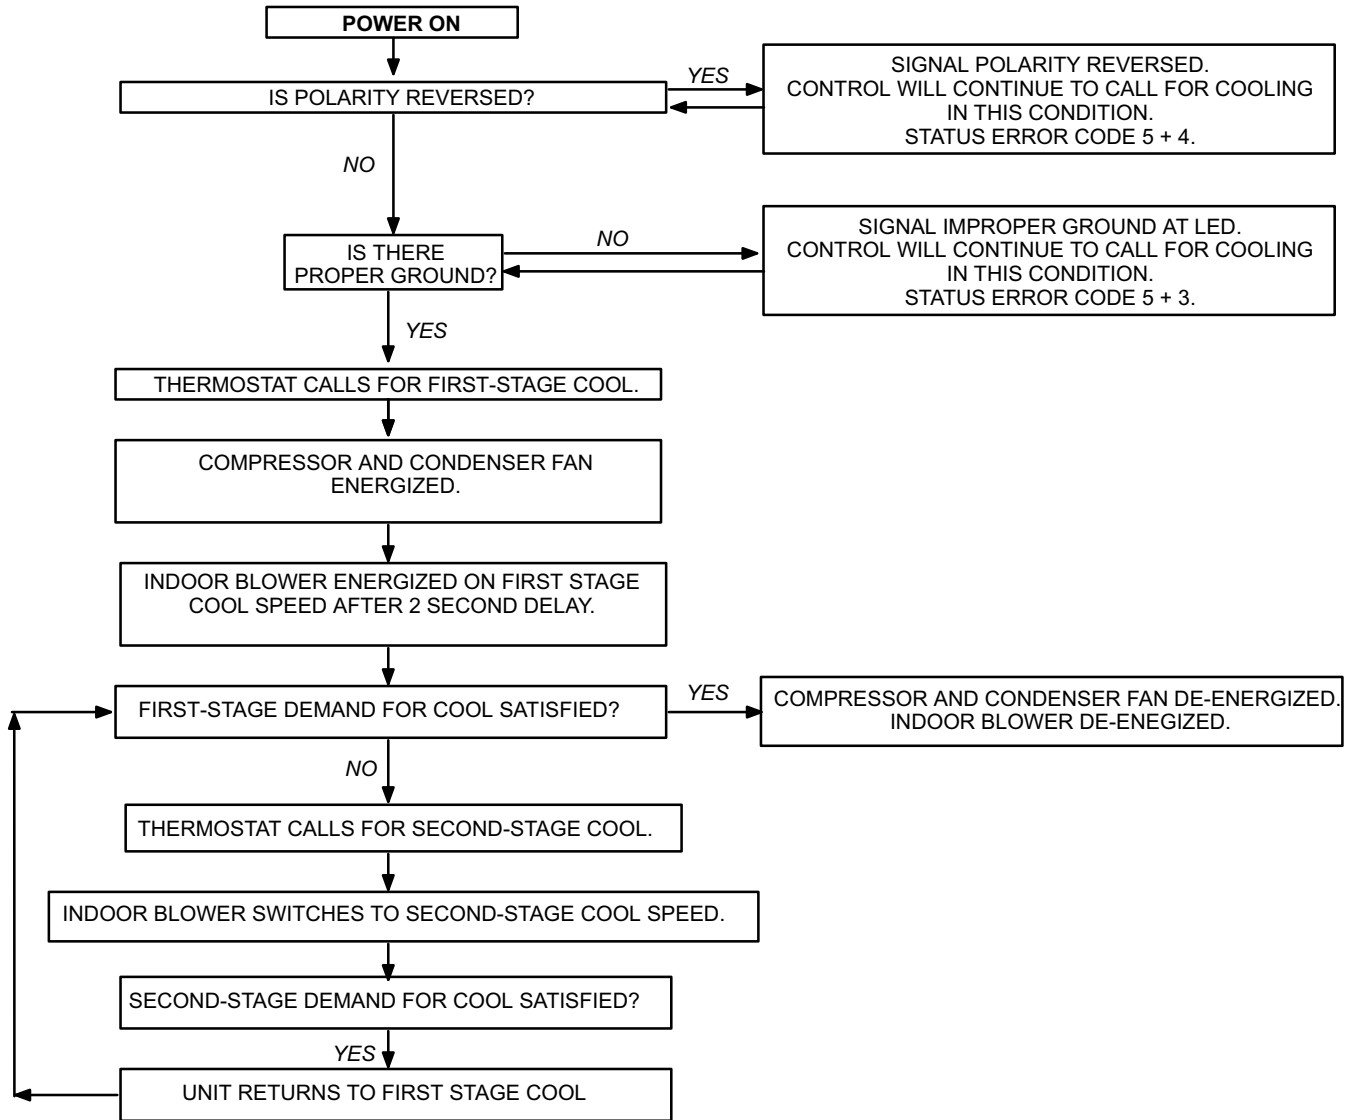 POWER ON
IS POLARITY REVERSED?
YES
SIGNAL POLARITY REVERSED.
CONTROL WILL CONTINUE TO CALL FOR COOLING
IN THIS CONDITION.
STATUS ERROR CODE 5 + 4.
NO
IS THERE
PROPER GROUND?
NO
SIGNAL IMPROPER GROUND AT LED.
CONTROL WILL CONTINUE TO CALL FOR COOLING
IN THIS CONDITION.
STATUS ERROR CODE 5 + 3.
YES
THERMOSTAT CALLS FOR FIRST-STAGE COOL.
COMPRESSOR AND CONDENSER FAN
ENERGIZED.
INDOOR BLOWER ENERGIZED ON FIRST STAGE
COOL SPEED AFTER 2 SECOND DELAY.
FIRST-STAGE DEMAND FOR COOL SATISFIED?
YES
COMPRESSOR AND CONDENSER FAN DE-ENERGIZED.
INDOOR BLOWER DE-ENEGIZED.
NO
THERMOSTAT CALLS FOR SECOND-STAGE COOL.
INDOOR BLOWER SWITCHES TO SECOND-STAGE COOL SPEED.
SECOND-STAGE DEMAND FOR COOL SATISFIED?
YES
UNIT RETURNS TO FIRST STAGE COOL